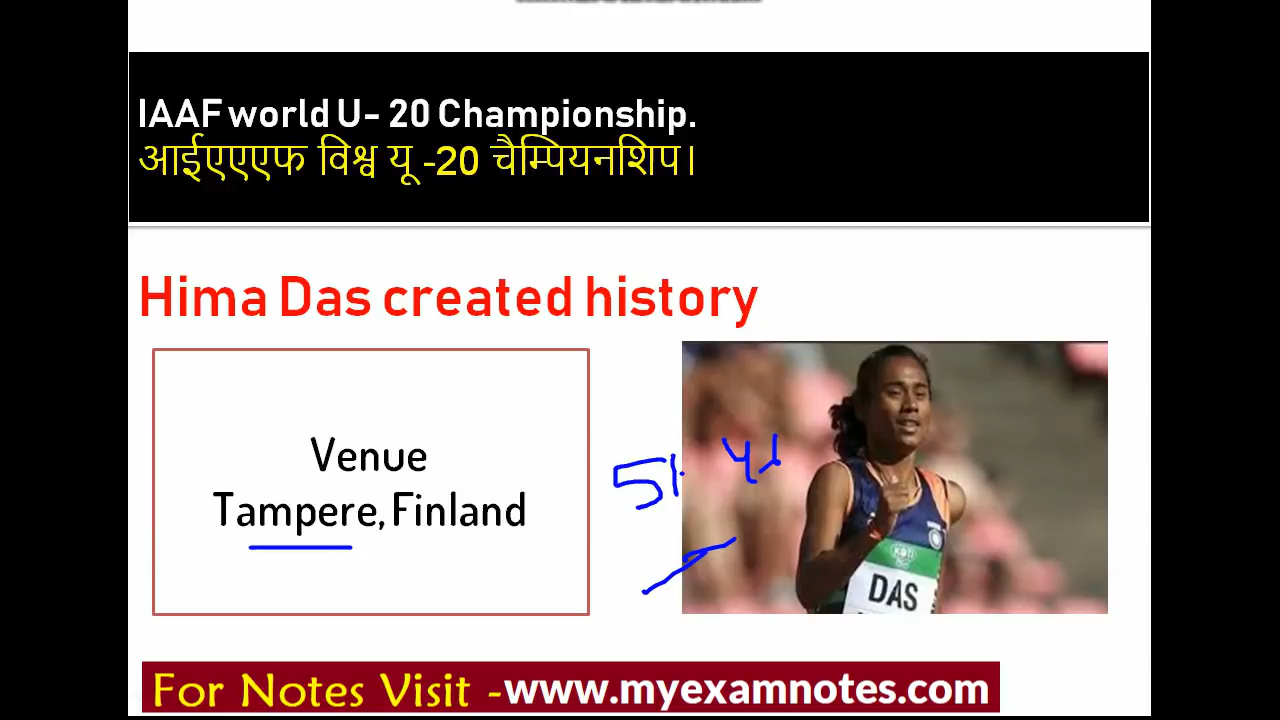 IAAF world U- 20 Championship.
आईएएएफ विश्व यू -20 चैम्पियनशिप।
Hima Das created history
Venue
Tampere, Finland
51.
DAS
For Notes Visit -www.myexamnotes.com